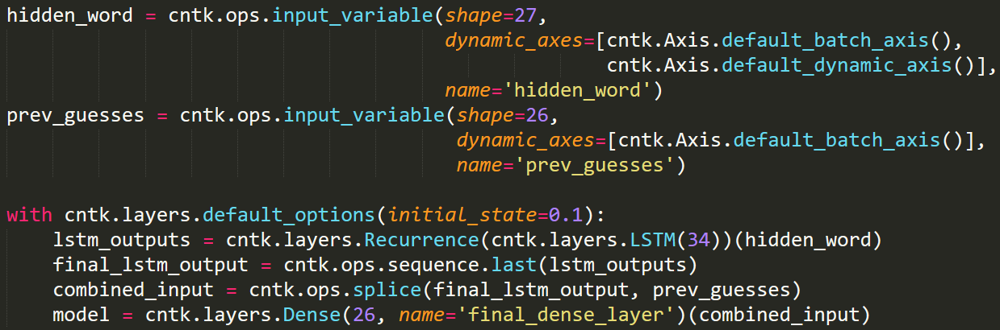 hidden_word = cntk.ops.input_variable(shape=27,
                                      dynamic_axes=[cntk.Axis.default_batch_axis(),
                                                    cntk.Axis.default_dynamic_axis()],
                                      name='hidden_word')
prev_guesses = cntk.ops.input_variable(shape=26,
                                       dynamic_axes=[cntk.Axis.default_batch_axis()],
                                       name='prev_guesses')

with cntk.layers.default_options(initial_state=0.1):
    lstm_outputs = cntk.layers.Recurrence(cntk.layers.LSTM(34))(hidden_word)
    final_lstm_output = cntk.ops.sequence.last(lstm_outputs)
    combined_input = cntk.ops.splice(final_lstm_output, prev_guesses)
    model = cntk.layers.Dense(26, name='final_dense_layer')(combined_input)